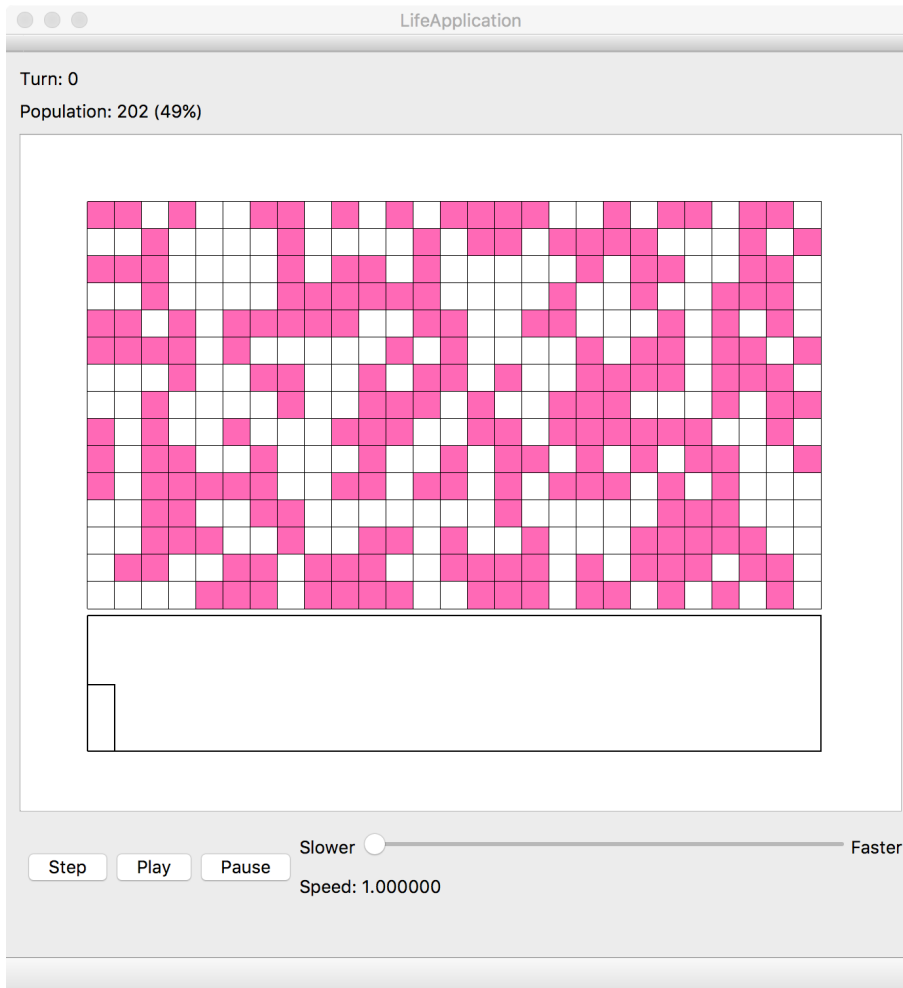 LifeApplication
Turn: 0
Population: 202 (49%)
Slower
Faster
Step
Play
Pause
Speed: 1.000000